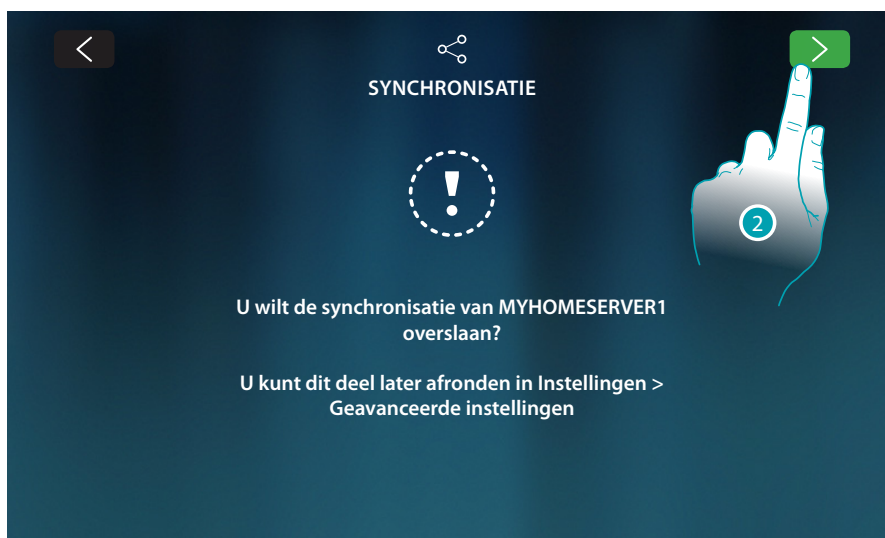 SYNCHRONISATIE
2
U wilt de synchronisatie van MYHOMESERVER1
overslaan?
U kunt dit deel later afronden in Instellingen >
Geavanceerde instellingen